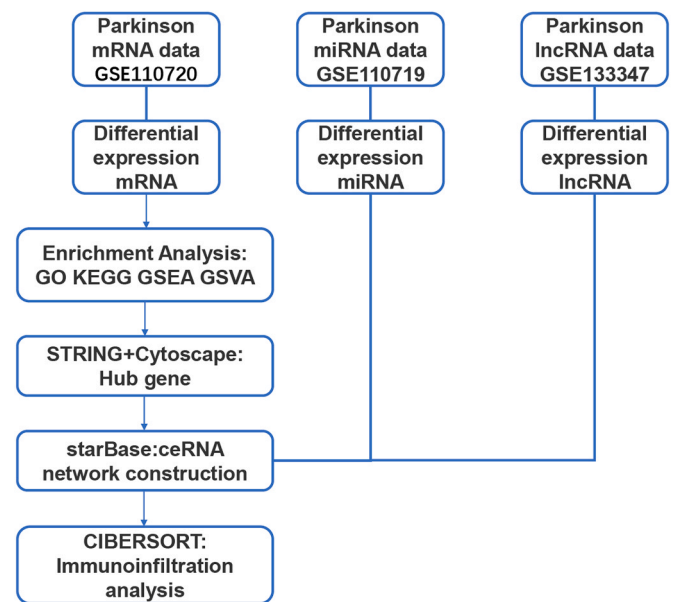 Parkinson
mRNA data
GSE110720
Parkinson
miRNA data
GSE110719
Parkinson
lncRNA data
GSE133347
Differential
expression
mRNA
Differential
expression
miRNA
Differential
expression
lncRNA
Enrichment Analysis:
GO KEGG GSEA GSVA
STRING+Cytoscape:
Hub gene
starBase:ceRNA
network construction
CIBERSORT:
Immunoinfiltration
analysis